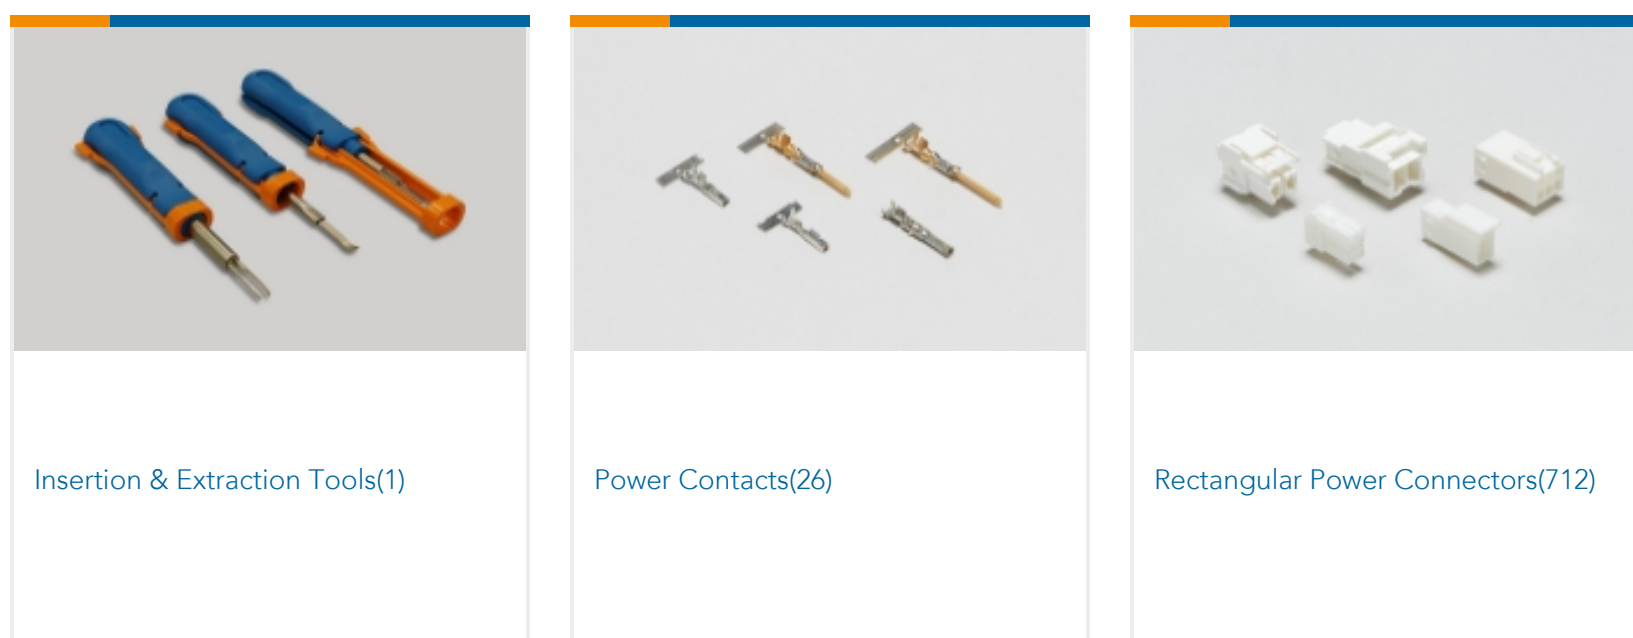 Insertion & Extraction Tools(1)
Power Contacts(26)
Rectangular Power Connectors(712)